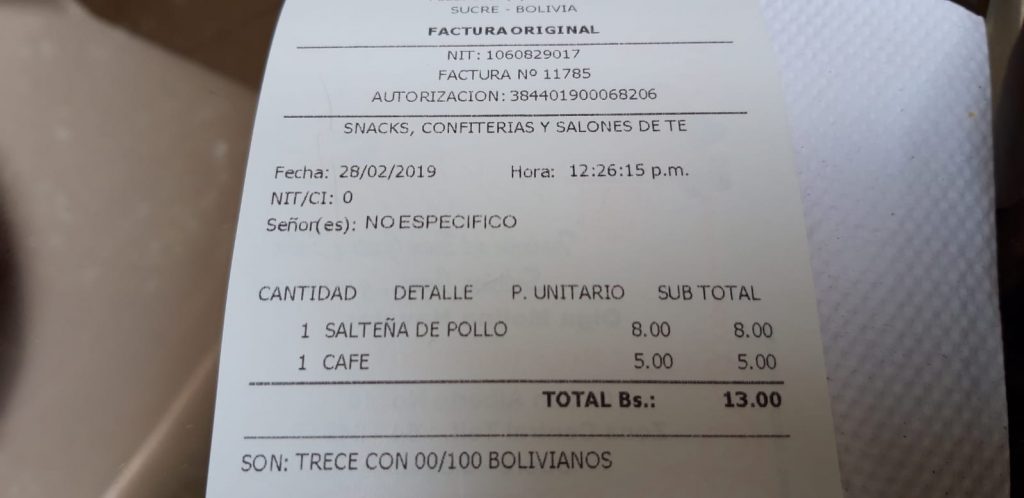 SUCRE - BOLIVIA
FACTURA ORIGINAL
NIT: 1060829017
FACTURA Nº 11785
AUTORIZACION: 384401900068206
SNACKS, CONFITERIAS Y SALONES DE TE
Fecha: 28/02/2019 Hora: 12:26:15 p.m.
NIT/CI: 0
Señor(es): NO ESPECIFICO
CANTIDAD DETALLE P. UNITARIO SUB TOTAL
1 SALTEÑA DE POLLO 8.00 8.00
1 CAFE 5.00 5.00
TOTAL Bs.: 13.00
SON: TRECE CON 00/100 BOLIVIANOS